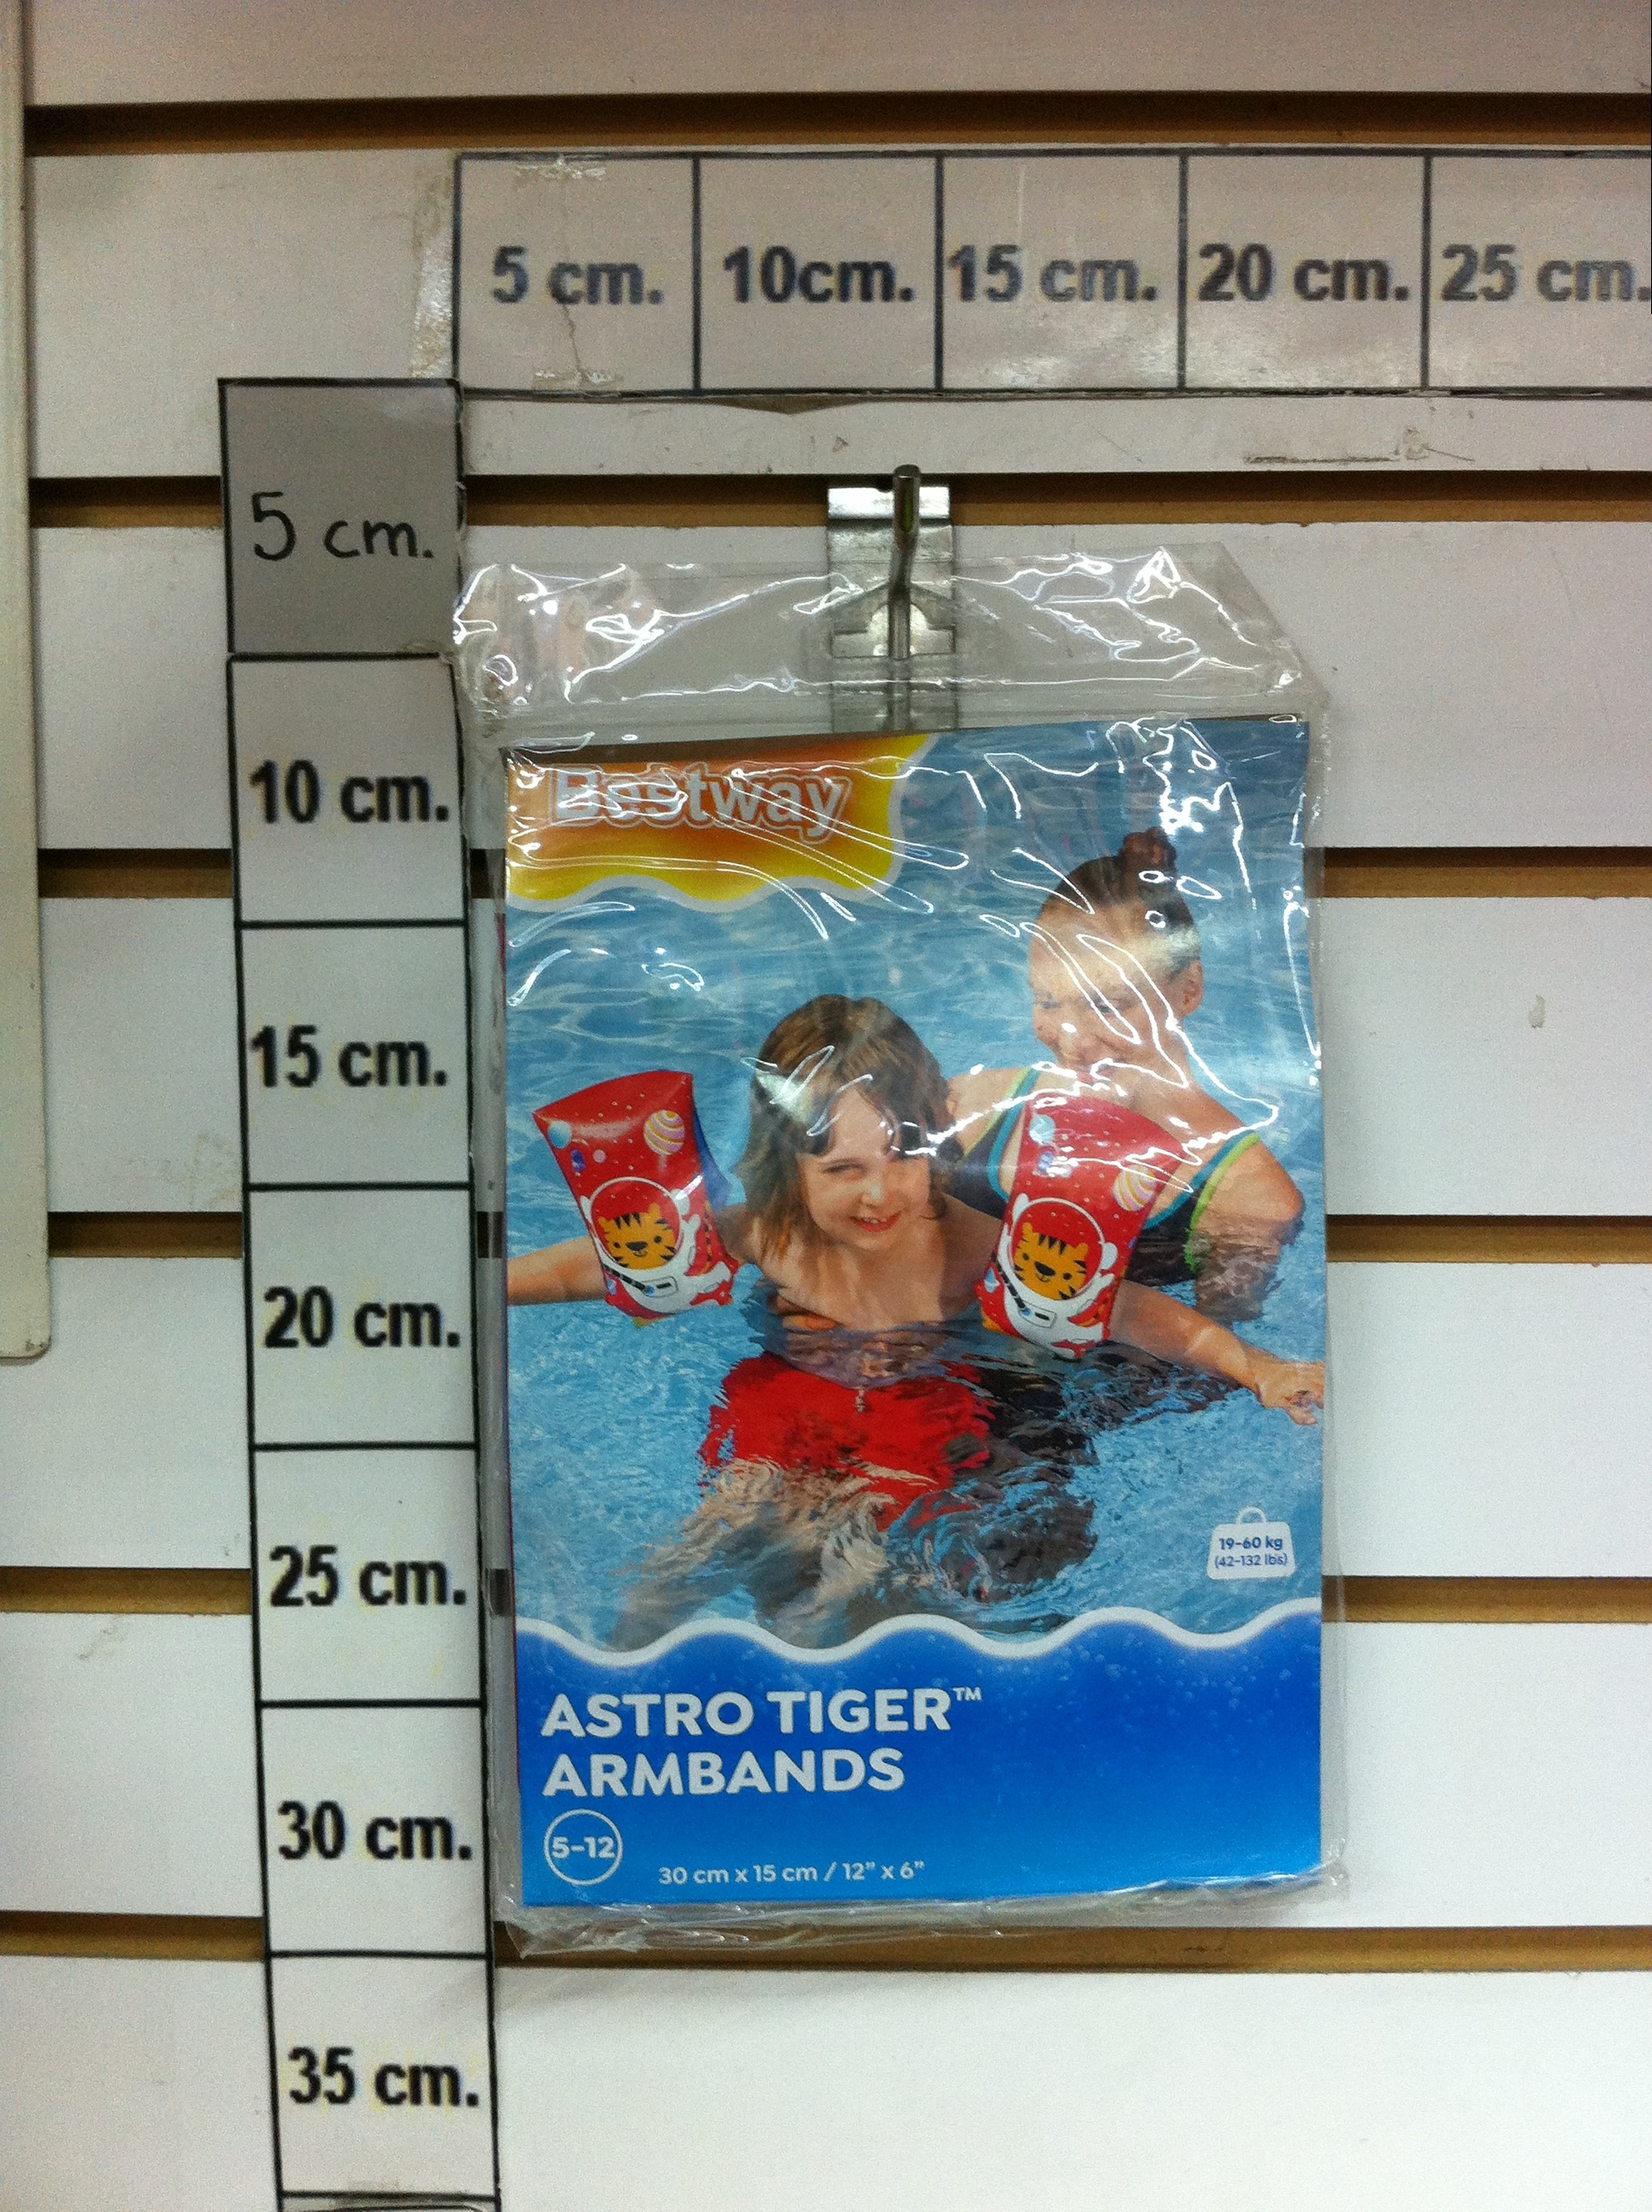 5 cm.
10cm.
15 cm.
20 cm.
25 cm.
5 cm.
10 cm.
15 cm.
20 cm.
25 cm.
30 cm.
35 cm.
Bestway
19-60 kg
(42-132 lbs)
ASTRO TIGER™
ARMBANDS
5-12
30 cm x 15 cm / 12” x 6”